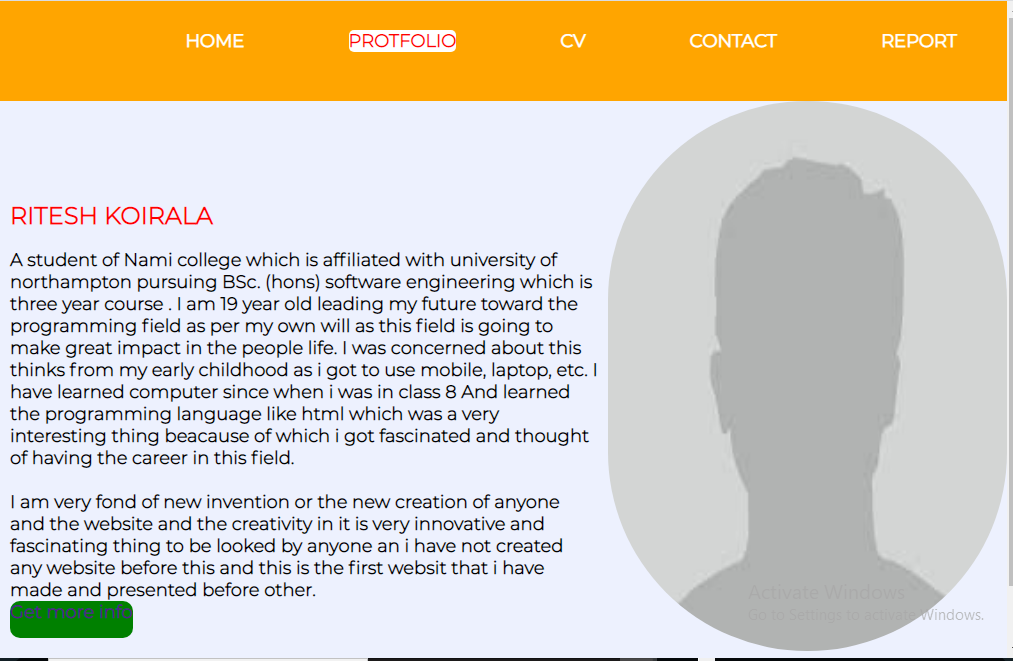 HOME PROTFOLIO CV CONTACT REPORT
RITESH KOIRALA
A student of Nami college which is affiliated with university of
northampton pursuing BSc. (hons) software engineering which is
three year course . I am 19 year old leading my future toward the
programming field as per my own will as this field is going to
make great impact in the people life. I was concerned about this
thinks from my early childhood as i got to use mobile, laptop, etc. I
have learned computer since when i was in class 8 And learned
the programming language like html which was a very
interesting thing beacause of which i got fascinated and thought
of having the career in this field.
I am very fond of new invention or the new creation of anyone
and the website and the creativity in it is very innovative and
fascinating thing to be looked by anyone an i have not created
any website before this and this is the first websit that i have
made and presented before other.
Get more info
Activate Windows
Go to Settings to activate Windows.